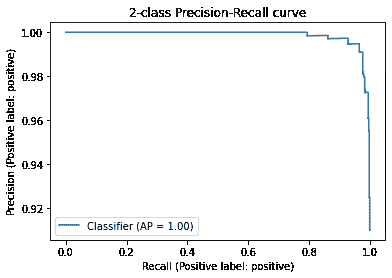 2-class Precision-Recall curve
Precision (Positive label: positive)
1.00
0.98
0.96
0.94
0.92
Classifier (AP = 1.00)
0.0 0.2 0.4 0.6 0.8 1.0
Recall (Positive label: positive)